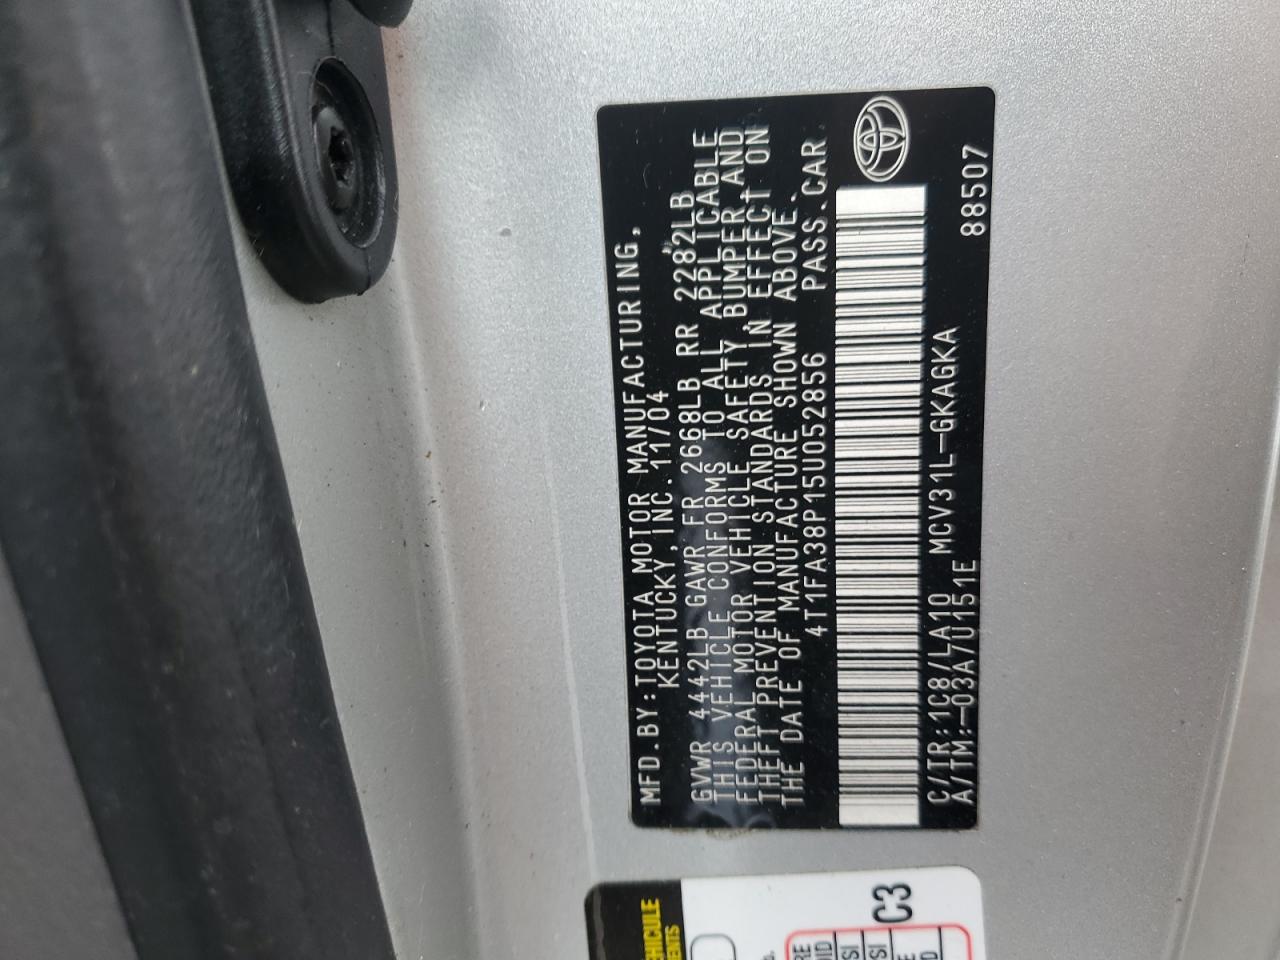 MFD.BY:TOYOTA MOTOR MANUFACTURING,
KENTUCKY,INC.11/04
GVWR 4442LB GAWR FR 2668LB RR 2282LB
THIS VEHICLE CONFORMS TO ALL APPLICABLE
FEDERAL MOTOR VEHICLE SAFETY,BUMPER AND
THEFT PREVENTION STANDARDS IN EFFECT ON
THE DATE OF MANUFACTURE SHOWN ABOVE.
4T1FA38P15U052856 PASS.CAR
C/TR:1C8/LA10 MCV31L-GKAGKA
A/TM:-03A/U151E
88507
C3